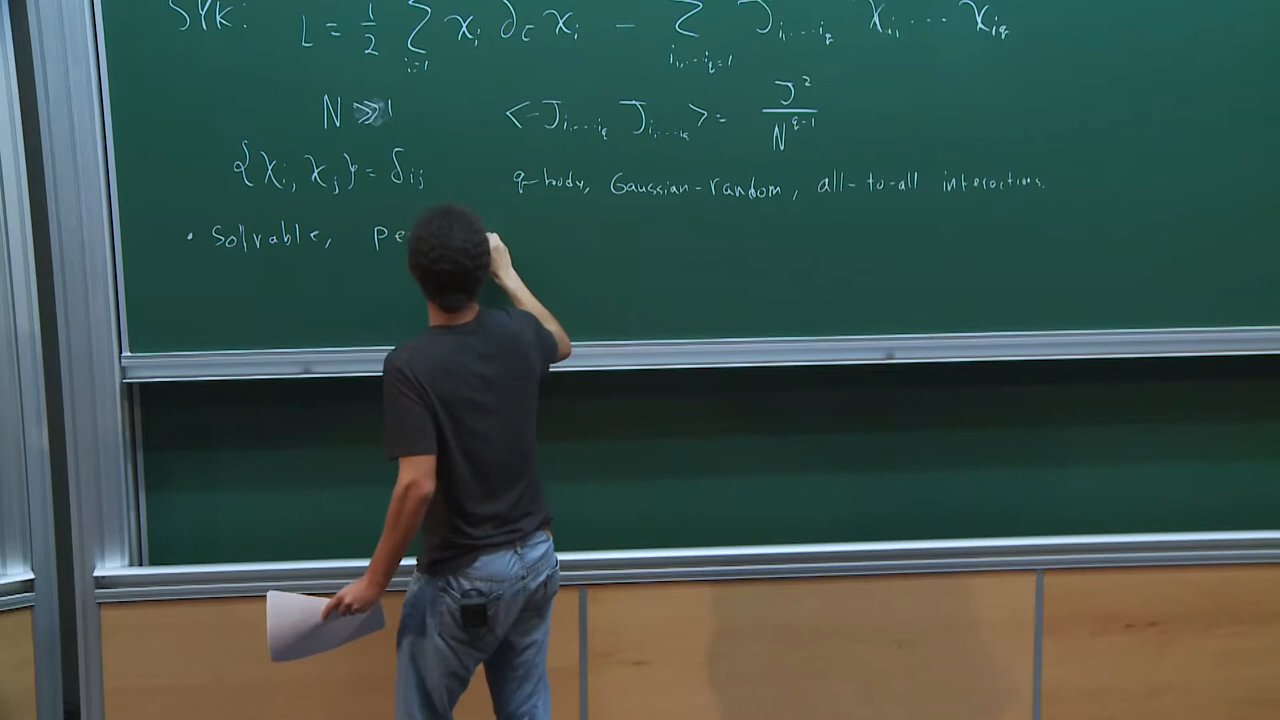 SYK: L = 1/2 Σ_{i=1} χ_i ∂_τ χ_i − Σ_{i_1,…i_q=1} J_{i_1…i_q} χ_{i_1} … χ_{i_q}
N ≫ 1 < J_{i_1…i_q} J_{i_1…i_q} > = J² / N^{q-1}
{χ_i, χ_j} = δ_ij q-body, Gaussian-random, all-to-all interactions.
• Solvable, pe